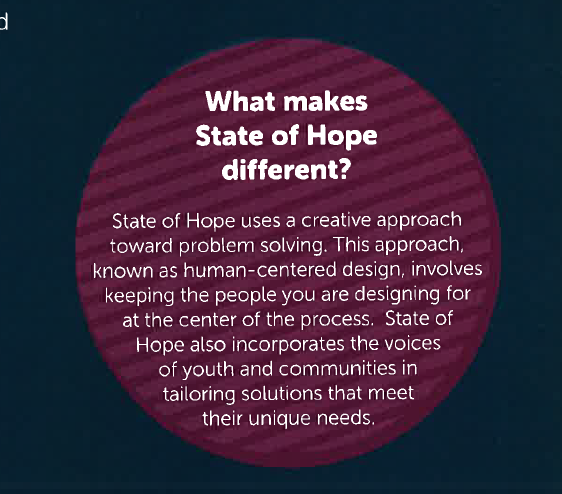 d
What makes
State of Hope
different?
State of Hope uses a creative approach
toward problem solving. This approach,
known as human-centered design, involves
keeping the people you are designing for
at the center of the process.  State of
Hope also incorporates the voices
of youth and communities in
tailoring solutions that meet
their unique needs.